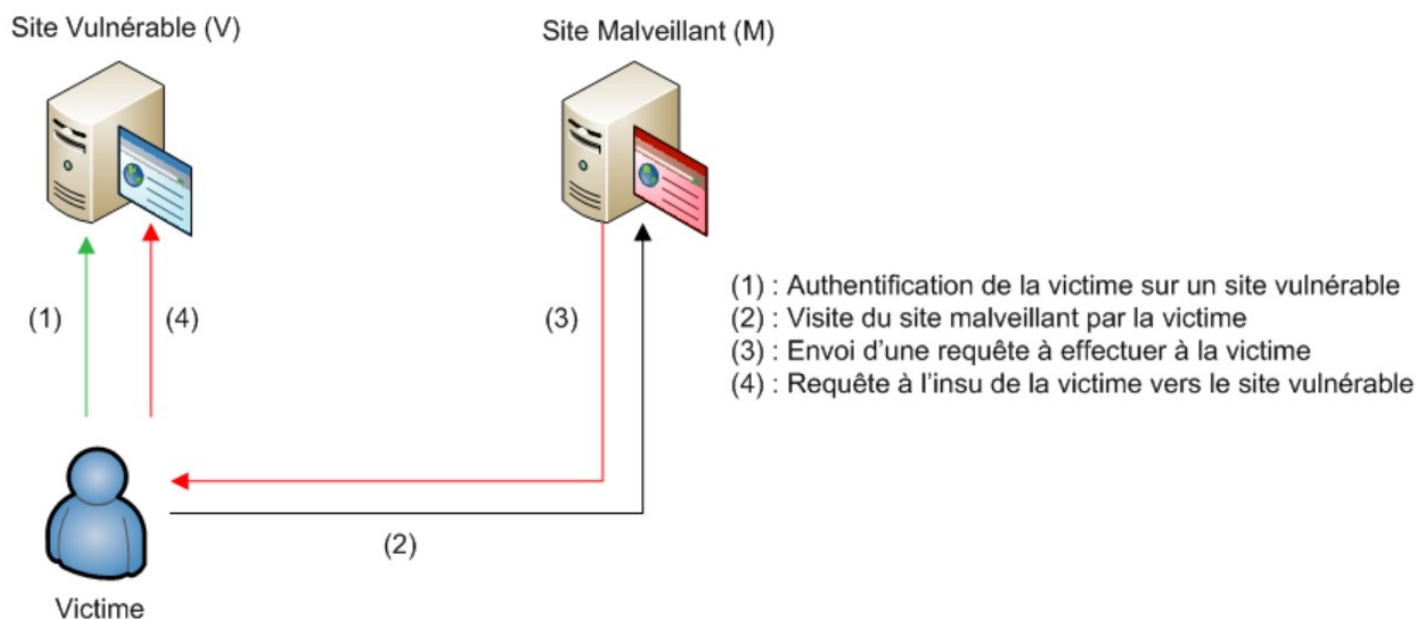 Site Vulnérable (V)
Site Malveillant (M)
(1)
(4)
(3)
(1) : Authentification de la victime sur un site vulnérable
(2) : Visite du site malveillant par la victime
(3) : Envoi d'une requête à effectuer à la victime
(4) : Requête à l'insu de la victime vers le site vulnérable
(2)
Victime